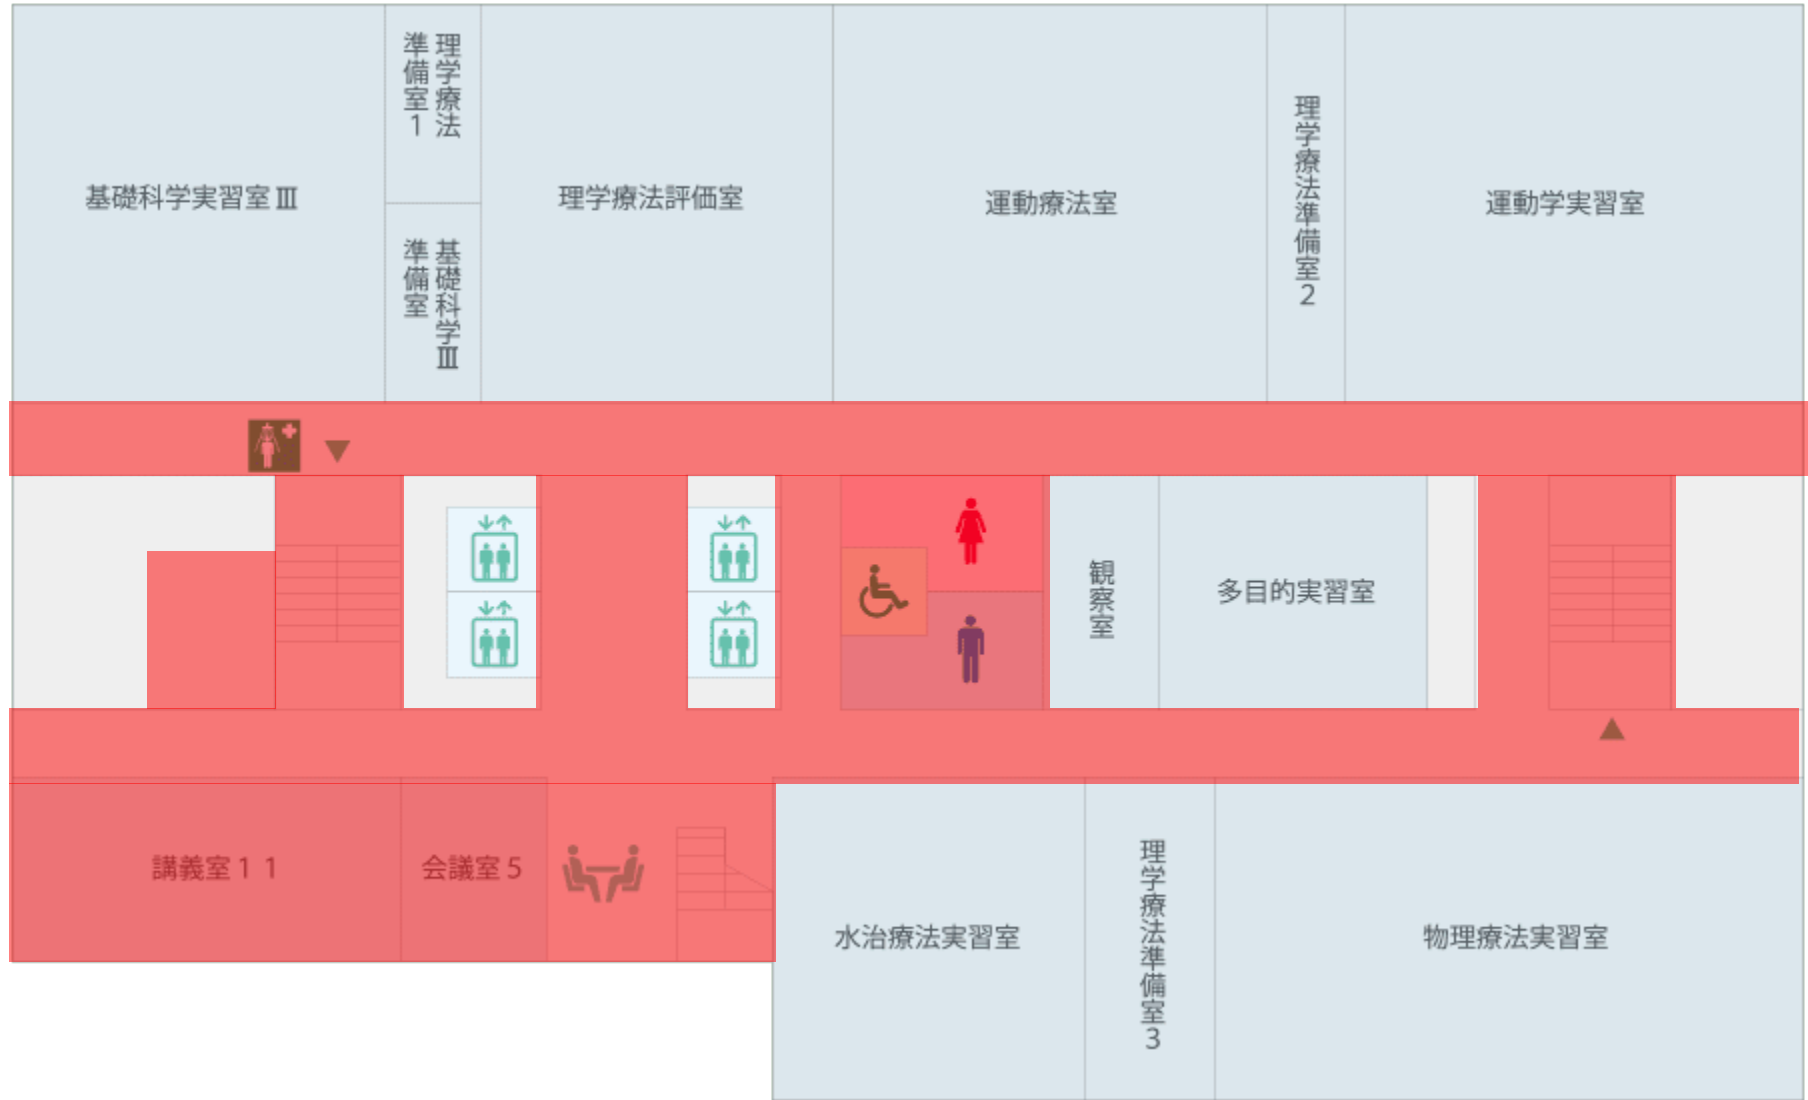 基礎科学実習室Ⅲ
理学療法
準備室1
基礎科学Ⅲ
準備室
理学療法評価室
運動療法室
理学療法準備室2
運動学実習室
観察室
多目的実習室
講義室11
会議室5
水治療法実習室
理学療法準備室3
物理療法実習室